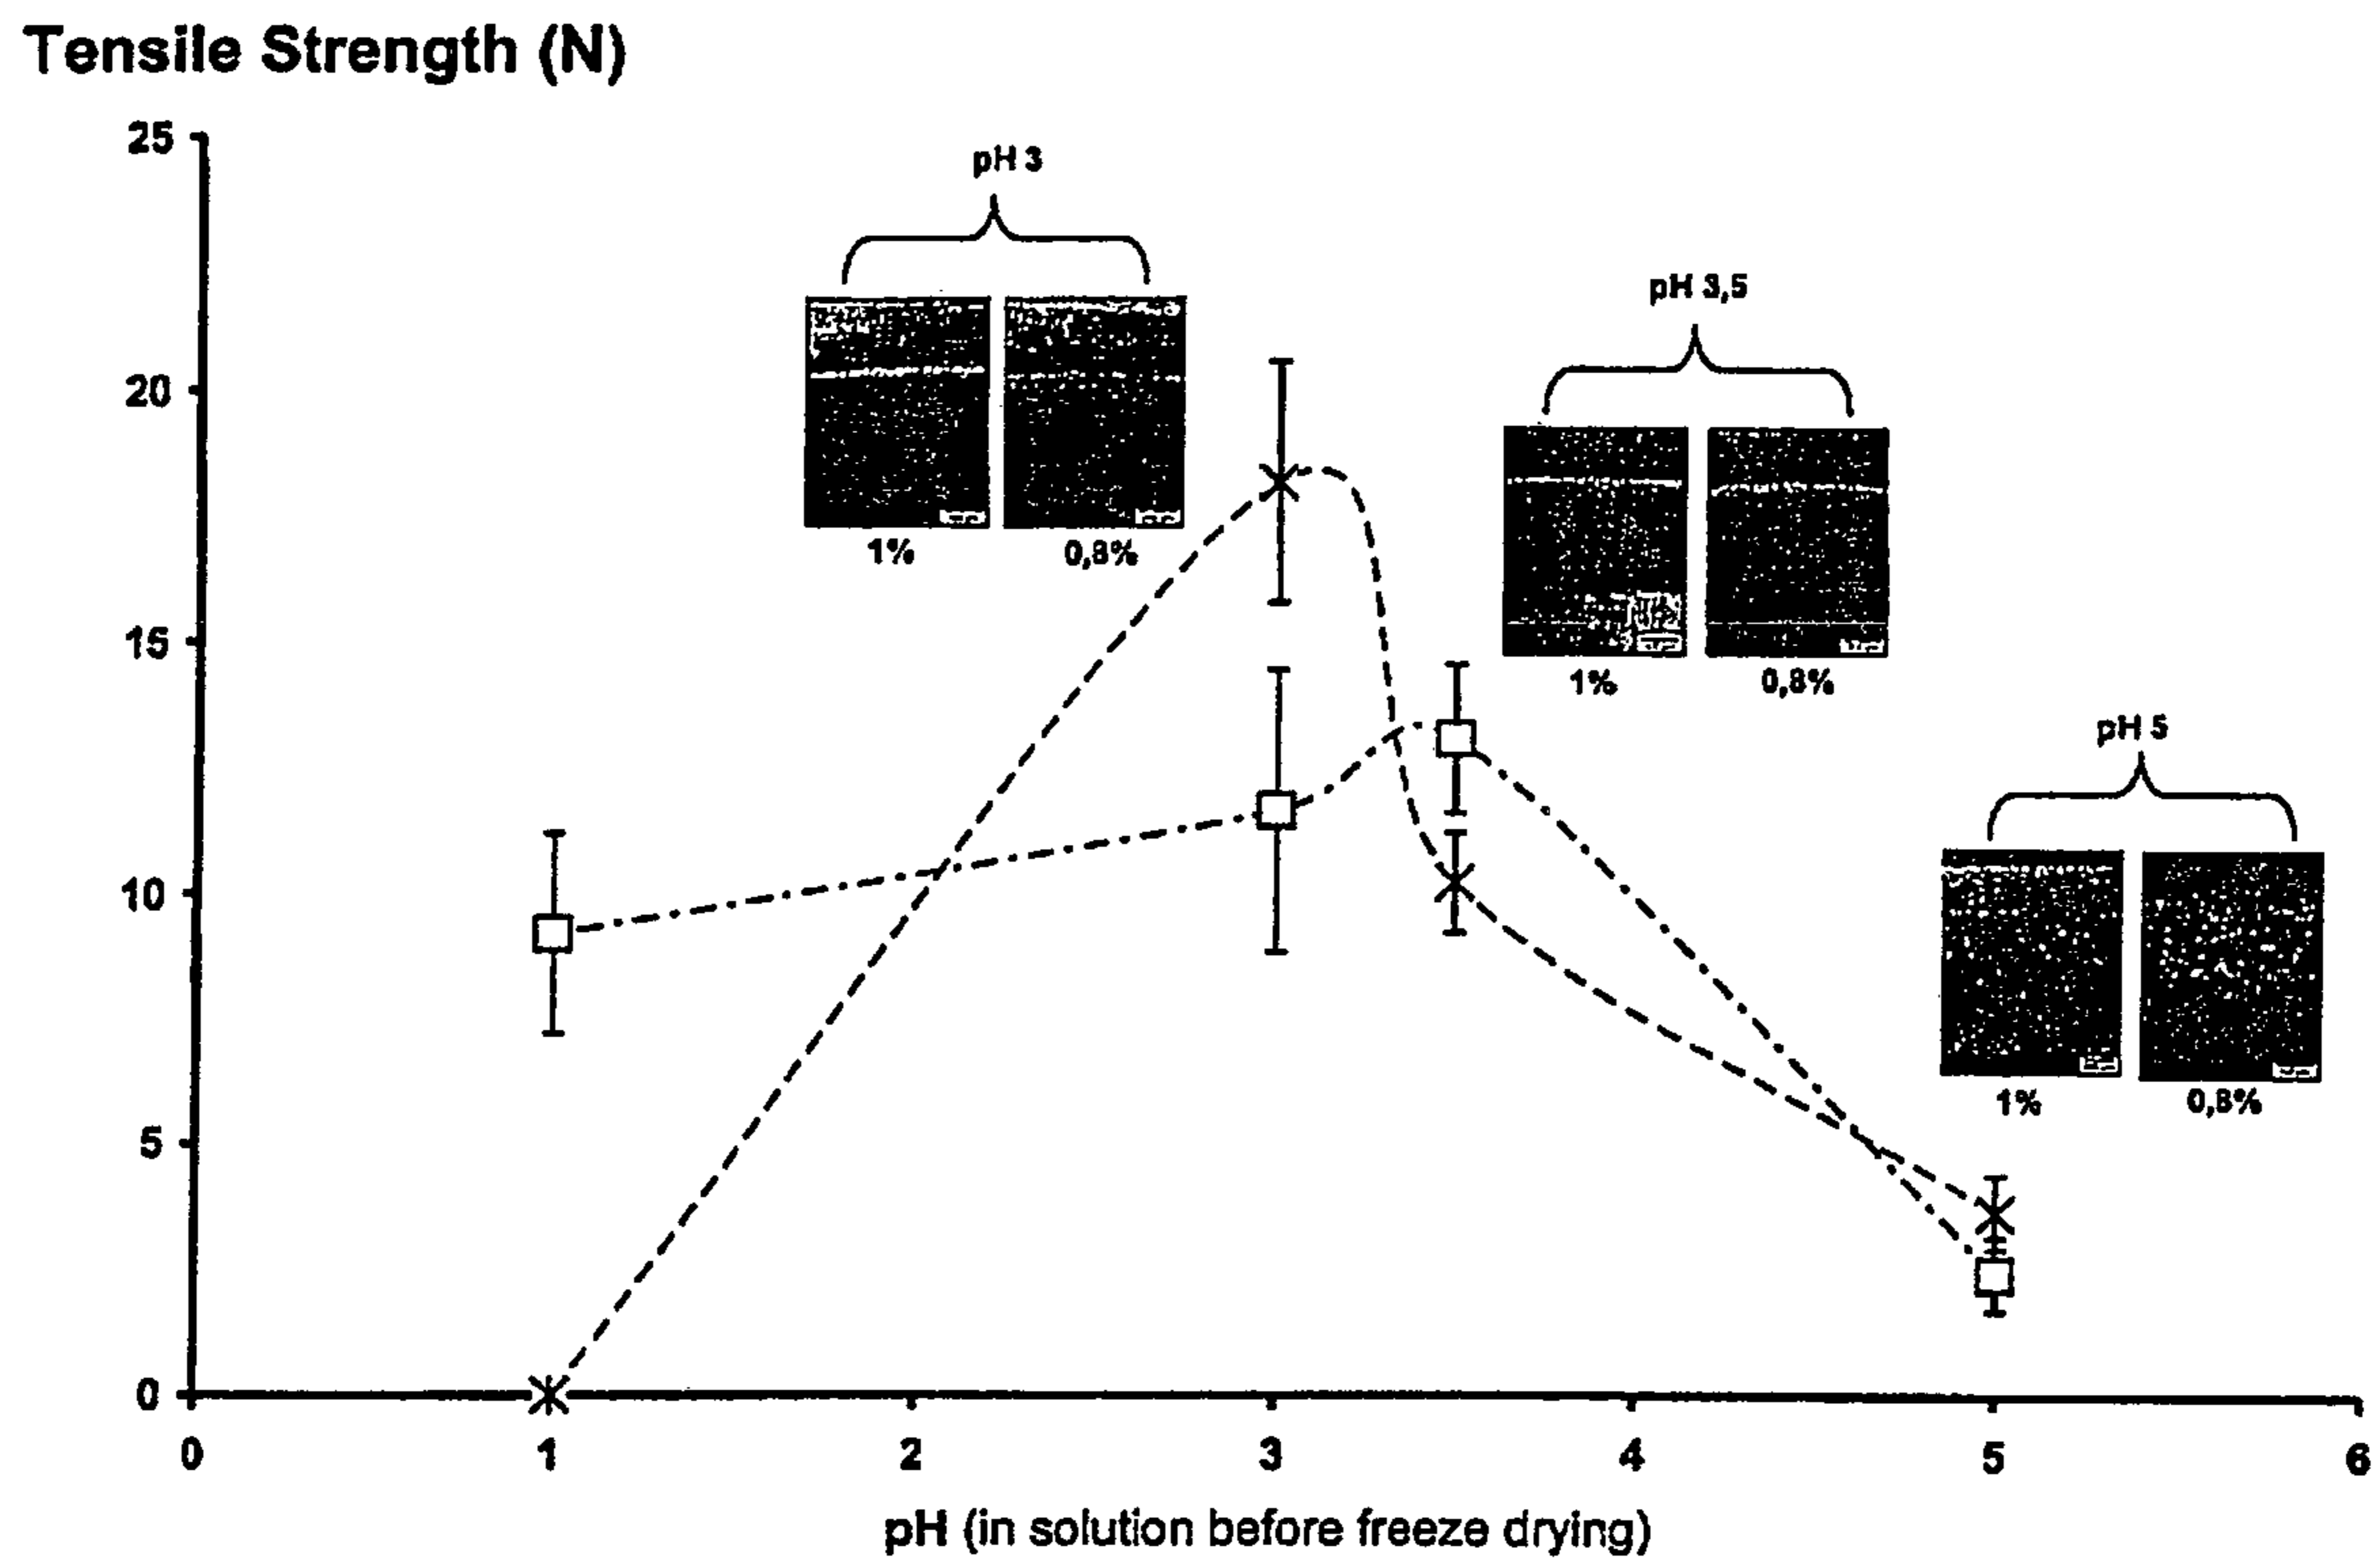 Tensile Strength (N)
25
20
15
10
5
0
0 1 2 3 4 5 6
pH (in solution before freeze drying)
pH 3
1% 0,8%
pH 3,5
1% 0,8%
pH 5
1% 0,8%